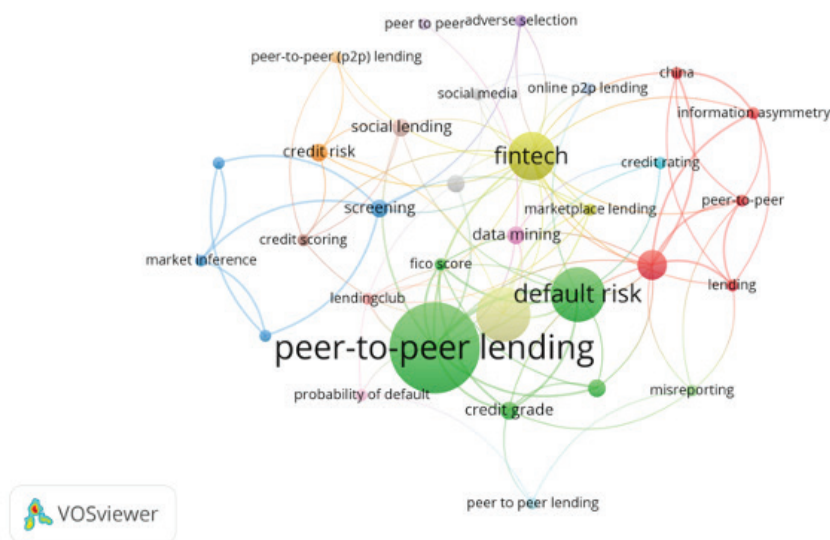 peer to peer
adverse selection
peer-to-peer (p2p) lending
china
social media
online p2p lending
information asymmetry
social lending
credit risk
fintech
credit rating
peer-to-peer
screening
marketplace lending
credit scoring
data mining
market inference
fico score
lending
lendingclub
default risk
peer-to-peer lending
probability of default
misreporting
credit grade
peer to peer lending
VOSviewer